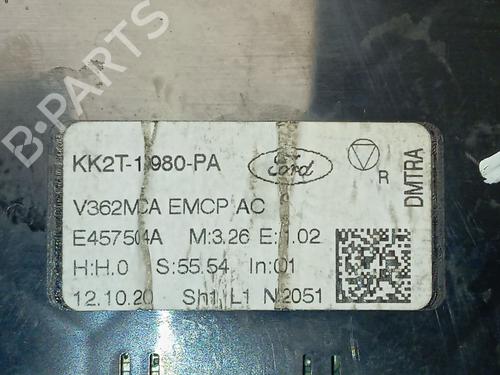 B-PARTS
KK2T-1 980-PA
Ford
R
DMTRA
V362MCA EMCP AC
E457504A M:3.26 E: .02
H:H.0 S:55.54 In:01
12.10.20 Sh1 L1 N 2051